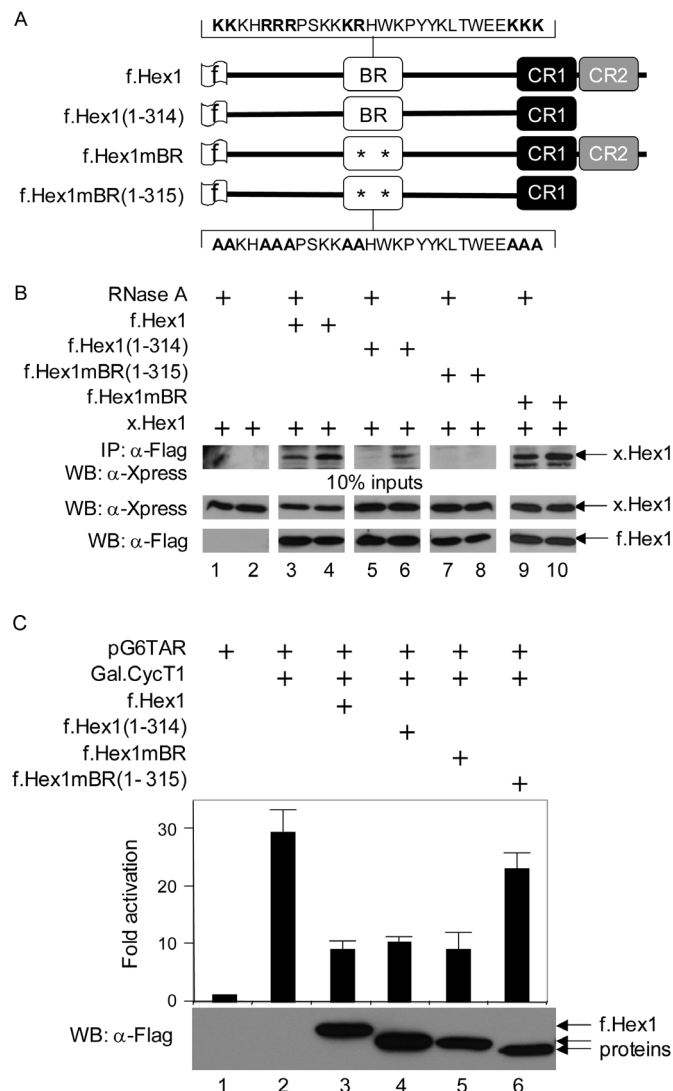 A
KKKHRRRPSKKKRHWKPYYKLTWEEKKK
f.Hex1 f BR CR1 CR2
f.Hex1(1-314) f BR CR1
f.Hex1mBR f * * CR1 CR2
f.Hex1mBR(1-315) f * * CR1
AAKHAAAPSKKAAHWKPYYKLTWEEAAA
B
RNase A + + + + +
f.Hex1 + +
f.Hex1(1-314) + +
f.Hex1mBR(1-315) + +
f.Hex1mBR + +
x.Hex1 + + + + + + + + + +
IP: α-Flag
WB: α-Xpress
x.Hex1
10% inputs
WB: α-Xpress x.Hex1
WB: α-Flag f.Hex1
1 2 3 4 5 6 7 8 9 10
C
pG6TAR + + + + + +
Gal.CycT1 + + + + +
f.Hex1 +
f.Hex1(1-314) +
f.Hex1mBR +
f.Hex1mBR(1- 315) +
Fold activation
30
20
10
0
WB: α-Flag
f.Hex1
proteins
1 2 3 4 5 6